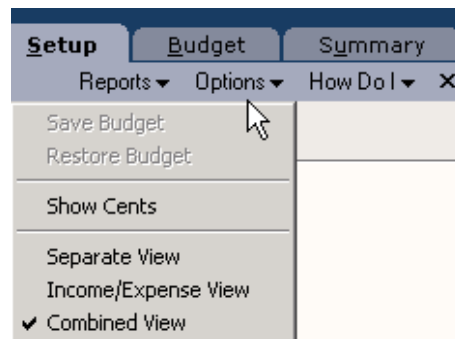 Setup Budget Summary
Reports Options How Do I
Save Budget
Restore Budget
Show Cents
Separate View
Income/Expense View
Combined View